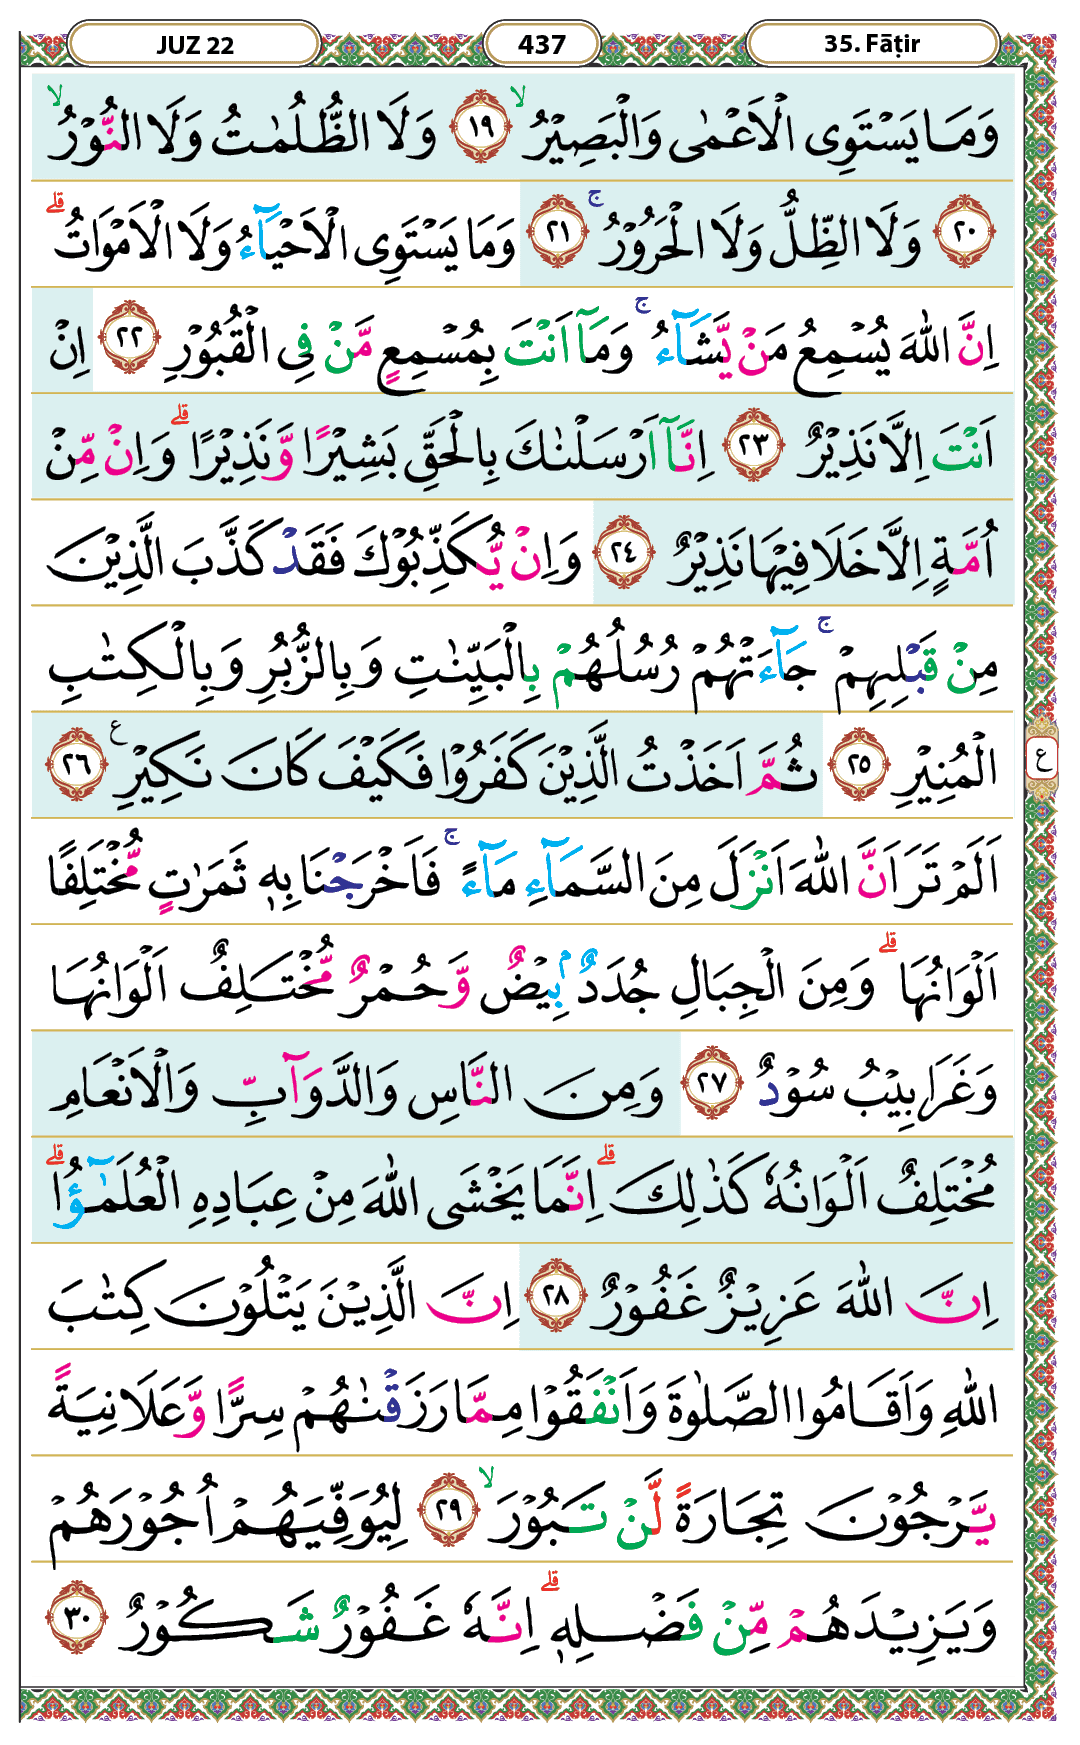 JUZ 22 437 35. Fāṭir
وَمَا يَسْتَوِى الْاَعْمٰى وَالْبَصِيْرُ ۙ ١٩ وَلَا الظُّلُمٰتُ وَلَا النُّوْرُ ۙ
٢٠ وَلَا الظِّلُّ وَلَا الْحَرُوْرُ ۚ ٢١ وَمَا يَسْتَوِى الْاَحْيَآءُ وَلَا الْاَمْوَاتُ ۗ
اِنَّ اللّٰهَ يُسْمِعُ مَنْ يَّشَآءُ ۚ وَمَآ اَنْتَ بِمُسْمِعٍ مَّنْ فِى الْقُبُوْرِ ٢٢ اِنْ
اَنْتَ اِلَّا نَذِيْرٌ ٢٣ اِنَّآ اَرْسَلْنٰكَ بِالْحَقِّ بَشِيْرًا وَّنَذِيْرًا ۗ وَاِنْ مِّنْ
اُمَّةٍ اِلَّا خَلَا فِيْهَا نَذِيْرٌ ٢٤ وَاِنْ يُّكَذِّبُوْكَ فَقَدْ كَذَّبَ الَّذِيْنَ
مِنْ قَبْلِهِمْ ۚ جَآءَتْهُمْ رُسُلُهُمْ بِالْبَيِّنٰتِ وَبِالزُّبُرِ وَبِالْكِتٰبِ
الْمُنِيْرِ ٢٥ ثُمَّ اَخَذْتُ الَّذِيْنَ كَفَرُوْا فَكَيْفَ كَانَ نَكِيْرِ ع ٢٦
ع
اَلَمْ تَرَ اَنَّ اللّٰهَ اَنْزَلَ مِنَ السَّمَآءِ مَآءً ۚ فَاَخْرَجْنَا بِهٖ ثَمَرٰتٍ مُّخْتَلِفًا
اَلْوَانُهَا ۗ وَمِنَ الْجِبَالِ جُدَدٌ ۢ بِيْضٌ وَّحُمْرٌ مُّخْتَلِفٌ اَلْوَانُهَا
وَغَرَابِيْبُ سُوْدٌ ٢٧ وَمِنَ النَّاسِ وَالدَّوَآبِّ وَالْاَنْعَامِ
مُخْتَلِفٌ اَلْوَانُهٗ كَذٰلِكَ ۗ اِنَّمَا يَخْشَى اللّٰهَ مِنْ عِبَادِهِ الْعُلَمٰٓؤُا ۗ
اِنَّ اللّٰهَ عَزِيْزٌ غَفُوْرٌ ٢٨ اِنَّ الَّذِيْنَ يَتْلُوْنَ كِتٰبَ
اللّٰهِ وَاَقَامُوا الصَّلٰوةَ وَاَنْفَقُوْا مِمَّا رَزَقْنٰهُمْ سِرًّا وَّعَلَانِيَةً
يَّرْجُوْنَ تِجَارَةً لَّنْ تَبُوْرَ ۙ ٢٩ لِيُوَفِّيَهُمْ اُجُوْرَهُمْ
وَيَزِيْدَهُمْ مِّنْ فَضْلِهٖ ۗ اِنَّهٗ غَفُوْرٌ شَكُوْرٌ ٣٠